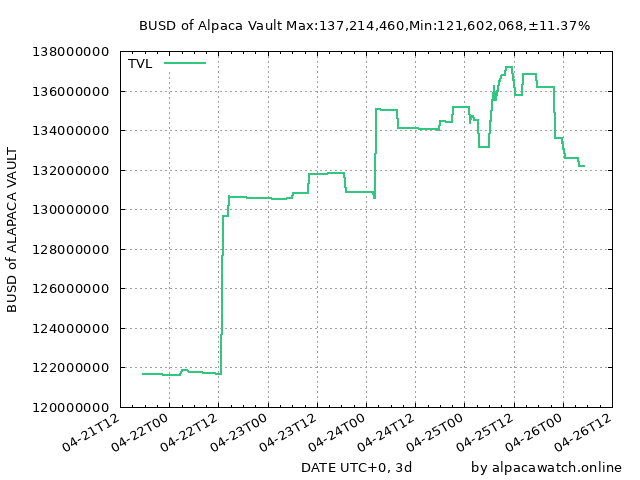 BUSD of Alpaca Vault Max:137,214,460,Min:121,602,068,±11.37%
TVL
138000000
136000000
134000000
132000000
130000000
128000000
126000000
124000000
122000000
120000000
BUSD of ALAPACA VAULT
04-21T12
04-22T00
04-22T12
04-23T00
04-23T12
04-24T00
04-24T12
04-25T00
04-25T12
04-26T00
04-26T12
DATE UTC+0, 3d
by alpacawatch.online